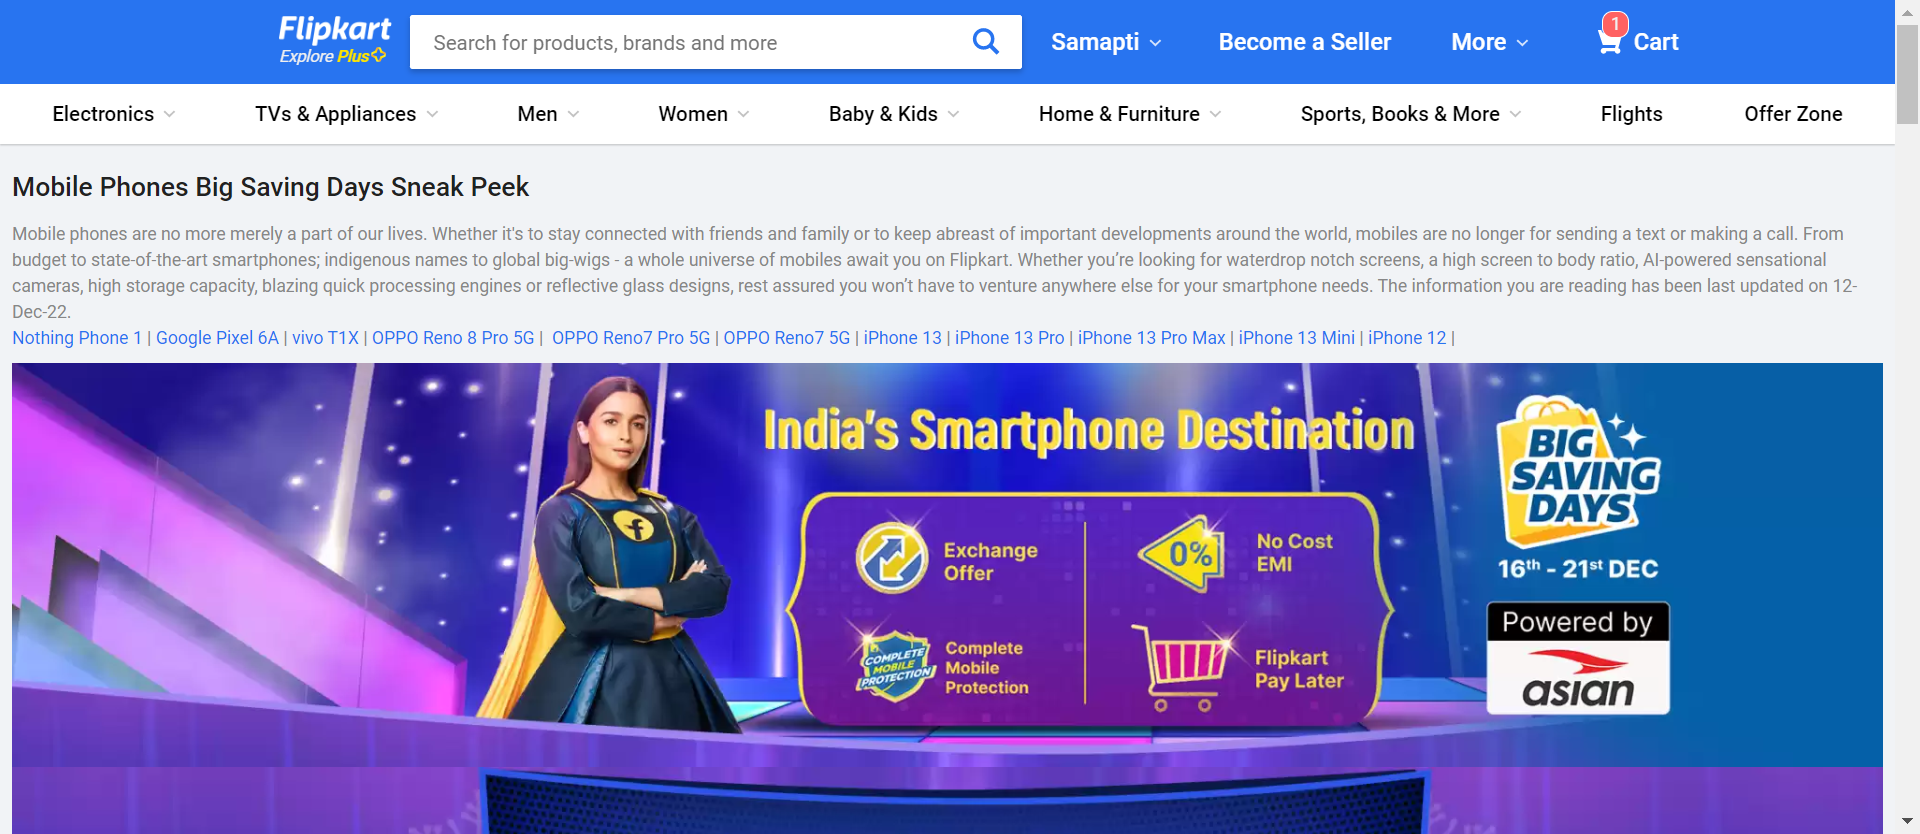 Flipkart
Explore Plus
Search for products, brands and more
Samapti
Become a Seller
More
1
Cart
Electronics
TVs & Appliances
Men
Women
Baby & Kids
Home & Furniture
Sports, Books & More
Flights
Offer Zone
Mobile Phones Big Saving Days Sneak Peek
Mobile phones are no more merely a part of our lives. Whether it's to stay connected with friends and family or to keep abreast of important developments around the world, mobiles are no longer for sending a text or making a call. From
budget to state-of-the-art smartphones; indigenous names to global big-wigs - a whole universe of mobiles await you on Flipkart. Whether you’re looking for waterdrop notch screens, a high screen to body ratio, AI-powered sensational
cameras, high storage capacity, blazing quick processing engines or reflective glass designs, rest assured you won’t have to venture anywhere else for your smartphone needs. The information you are reading has been last updated on 12-
Dec-22.
Nothing Phone 1 | Google Pixel 6A | vivo T1X | OPPO Reno 8 Pro 5G | OPPO Reno7 Pro 5G | OPPO Reno7 5G | iPhone 13 | iPhone 13 Pro | iPhone 13 Pro Max | iPhone 13 Mini | iPhone 12 |
India's Smartphone Destination
Exchange
Offer
0%
No Cost
EMI
COMPLETE
MOBILE
PROTECTION
Complete
Mobile
Protection
Flipkart
Pay Later
f
BIG
SAVING
DAYS
16th - 21st DEC
Powered by
asian